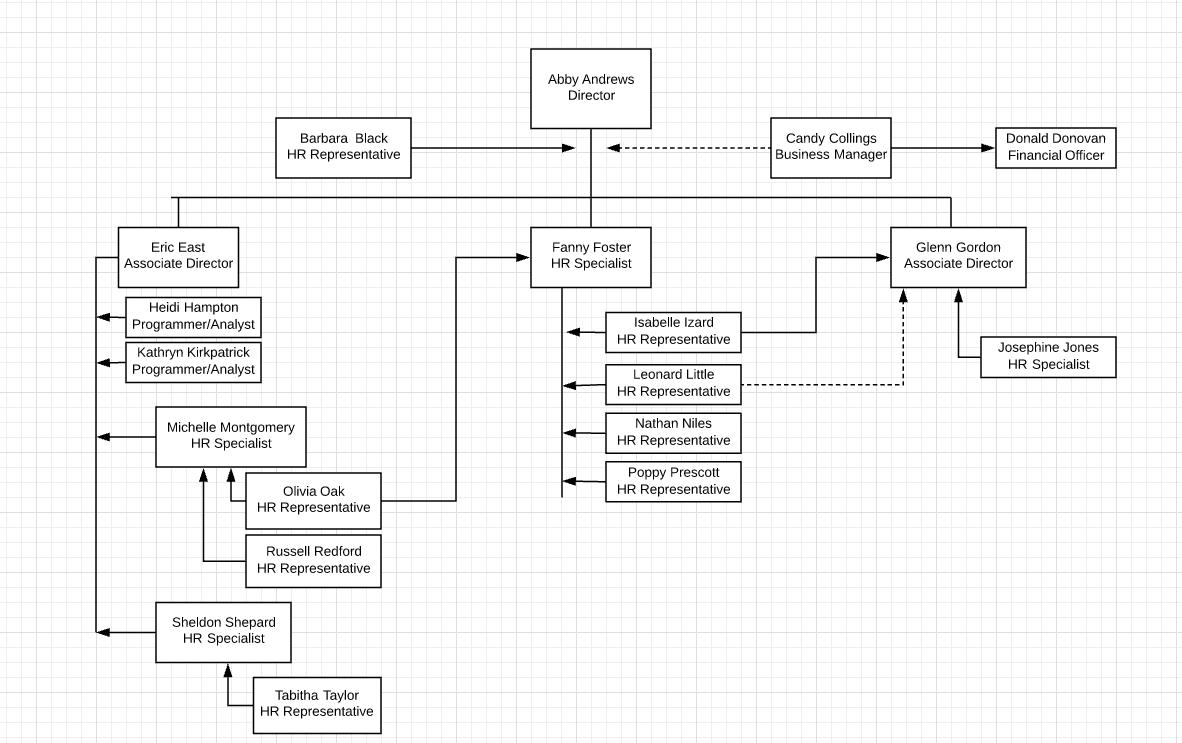 Abby Andrews
Director
Barbara  Black
HR Representative
Candy Collings
Business Manager
Donald Donovan
Financial Officer
Eric East
Associate Director
Fanny Foster
HR Specialist
Glenn Gordon
Associate Director
Heidi Hampton
Programmer/Analyst
Kathryn Kirkpatrick
Programmer/Analyst
Isabelle Izard
HR Representative
Leonard Little
HR Representative
Nathan Niles
HR Representative
Poppy Prescott
HR Representative
Josephine Jones
HR Specialist
Michelle Montgomery
HR Specialist
Olivia Oak
HR Representative
Russell Redford
HR Representative
Sheldon Shepard
HR Specialist
Tabitha Taylor
HR Representative